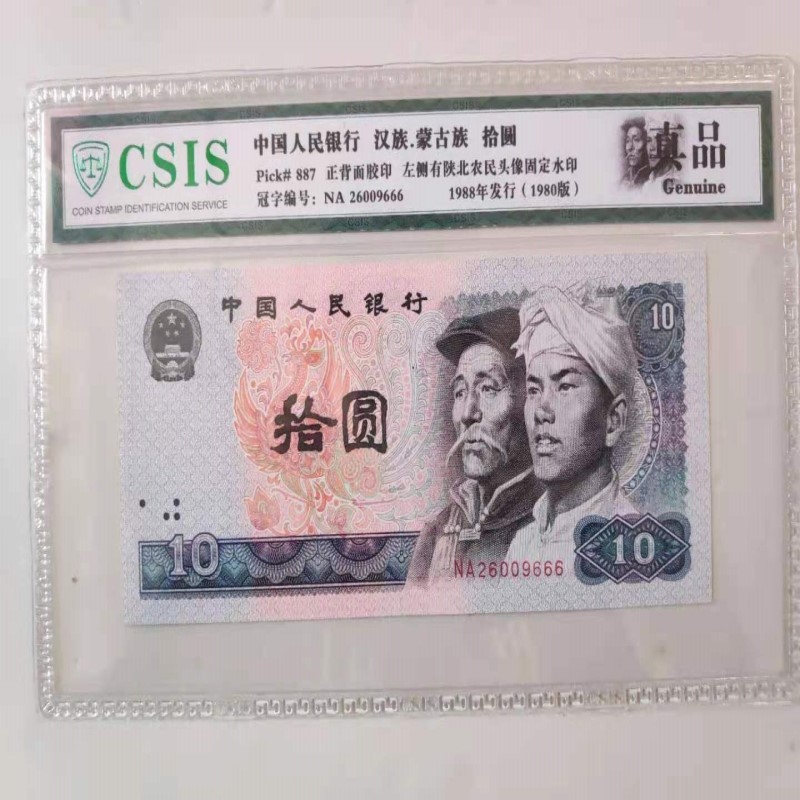 CSIS
COIN STAMP IDENTIFICATION SERVICE
中国人民银行 汉族.蒙古族 拾圆
Pick# 887 正背面胶印 左侧有陕北农民头像固定水印
冠字编号: NA 26009666 1988年发行(1980版)
真品
Genuine
中国人民银行
10
拾圆
10
NA26009666
10
CSIS